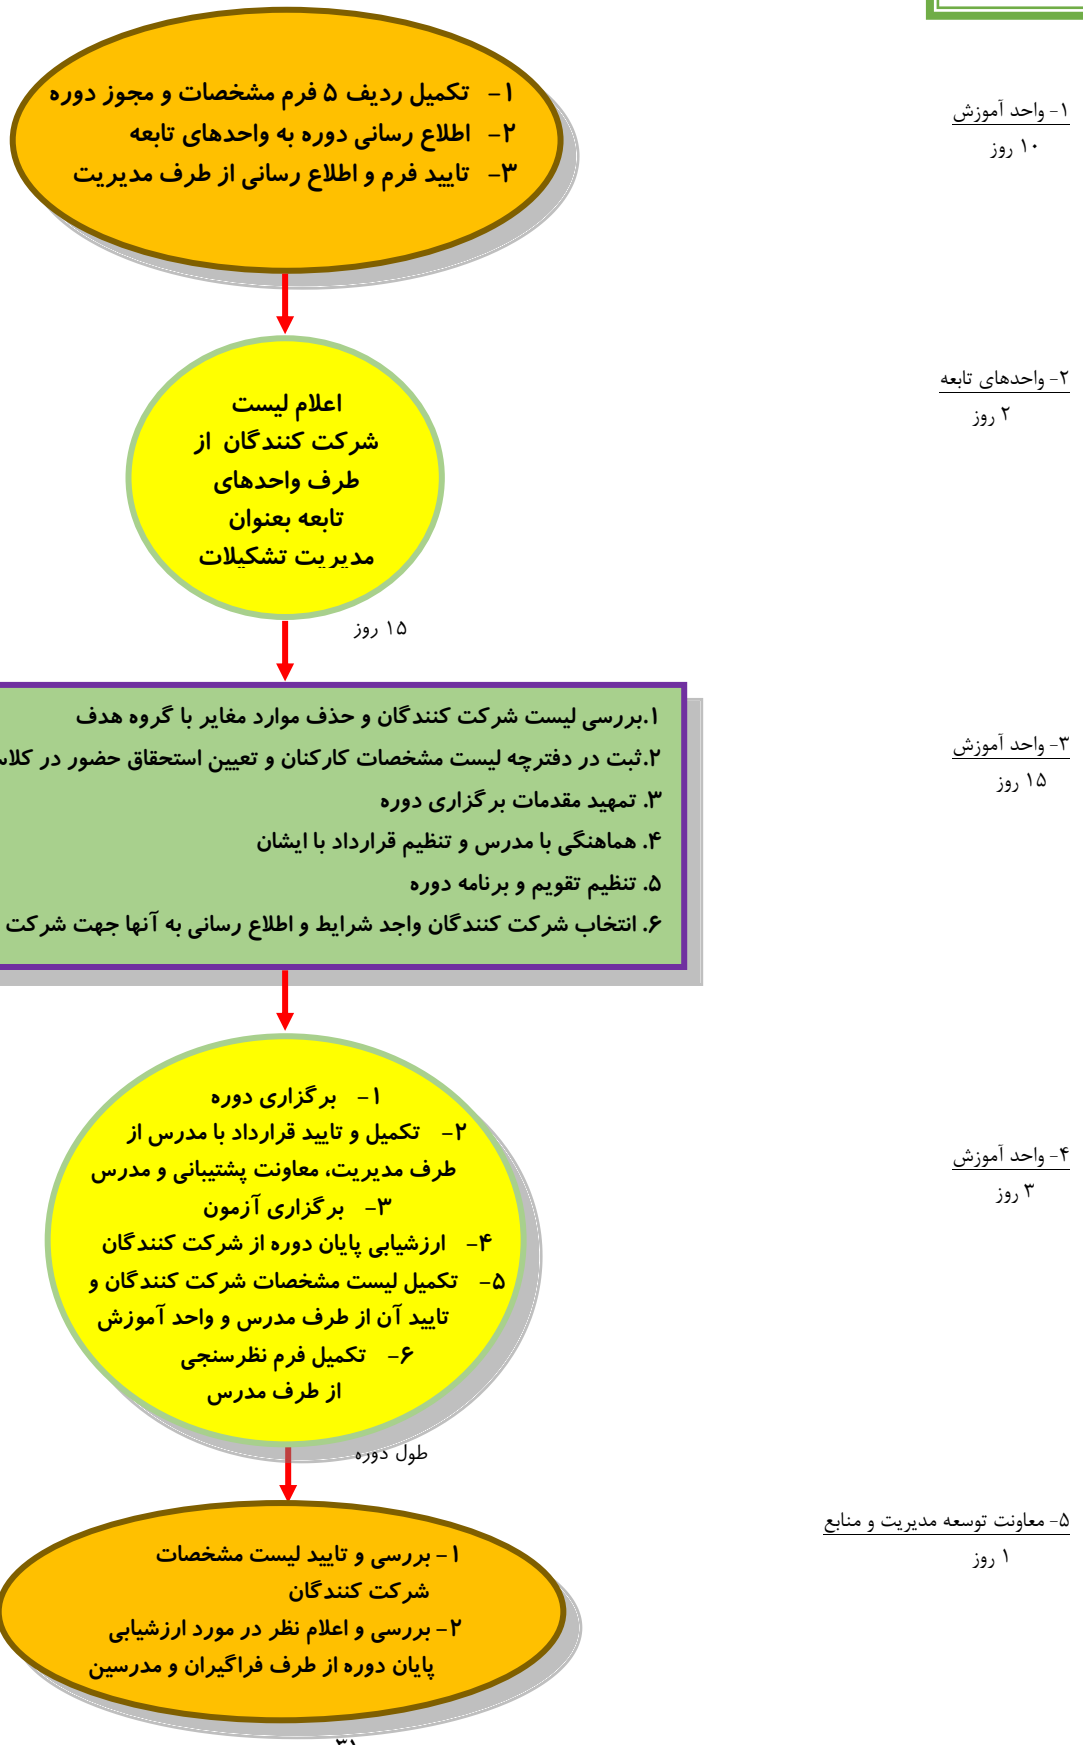 ۱- تکمیل ردیف ۵ فرم مشخصات و مجوز دوره
۲- اطلاع رسانی دوره به واحدهای تابعه
۳- تایید فرم و اطلاع رسانی از طرف مدیریت
۱- واحد آموزش
۱۰ روز
اعلام لیست
شرکت کنندگان از
طرف واحدهای
تابعه بعنوان
مدیریت تشکیلات
۲- واحدهای تابعه
۲ روز
۱۵ روز
۱.بررسی لیست شرکت کنندگان و حذف موارد مغایر با گروه هدف
۲.ثبت در دفترچه لیست مشخصات کارکنان و تعیین استحقاق حضور در
۳. تمهید مقدمات برگزاری دوره
۴. هماهنگی با مدرس و تنظیم قرارداد با ایشان
۵. تنظیم تقویم و برنامه دوره
۶. انتخاب شرکت کنندگان واجد شرایط و اطلاع رسانی به آنها جهت شرکت
۳- واحد آموزش
۱۵ روز
۱- برگزاری دوره
۲- تکمیل و تایید قرارداد با مدرس از
طرف مدیریت، معاونت پشتیبانی و مدرس
۳- برگزاری آزمون
۴- ارزشیابی پایان دوره از شرکت کنندگان
۵- تکمیل لیست مشخصات شرکت کنندگان و
تایید آن از طرف مدرس و واحد آموزش
۶- تکمیل فرم نظرسنجی
از طرف مدرس
۴- واحد آموزش
۳ روز
طول دوره
۱- بررسی و تایید لیست مشخصات
شرکت کنندگان
۲- بررسی و اعلام نظر در مورد ارزشیابی
پایان دوره از طرف فراگیران و مدرسین
۵- معاونت توسعه مدیریت و منابع
۱ روز